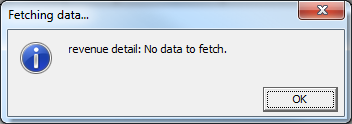 Fetching data...
revenue detail: No data to fetch.
OK